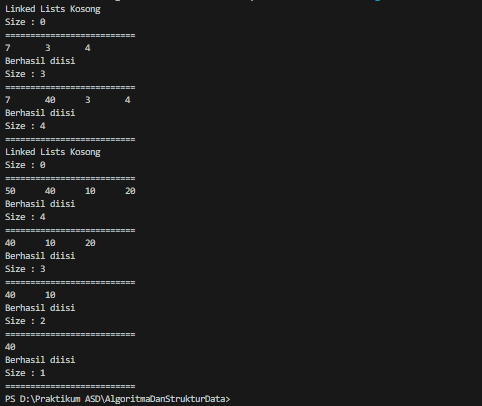 Linked Lists Kosong
Size : 0
==========================
7 3 4
Berhasil diisi
Size : 3
==========================
7 40 3 4
Berhasil diisi
Size : 4
==========================
Linked Lists Kosong
Size : 0
==========================
50 40 10 20
Berhasil diisi
Size : 4
==========================
40 10 20
Berhasil diisi
Size : 3
==========================
40 10
Berhasil diisi
Size : 2
==========================
40
Berhasil diisi
Size : 1
==========================
PS D:\Praktikum ASD\AlgoritmaDanStrukturData>